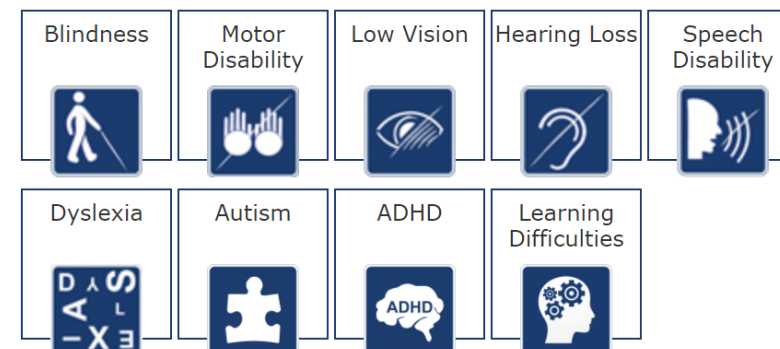 Blindness
Motor
Disability
Low Vision
Hearing Loss
Speech
Disability
Dyslexia
Autism
ADHD
Learning
Difficulties
D Y S
A L
I X E
ADHD